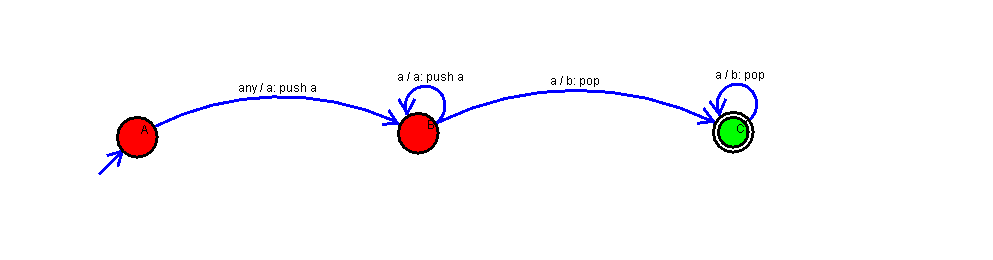 a / a: push a
a / b: pop
a / b: pop
any / a: push a
A
B
C